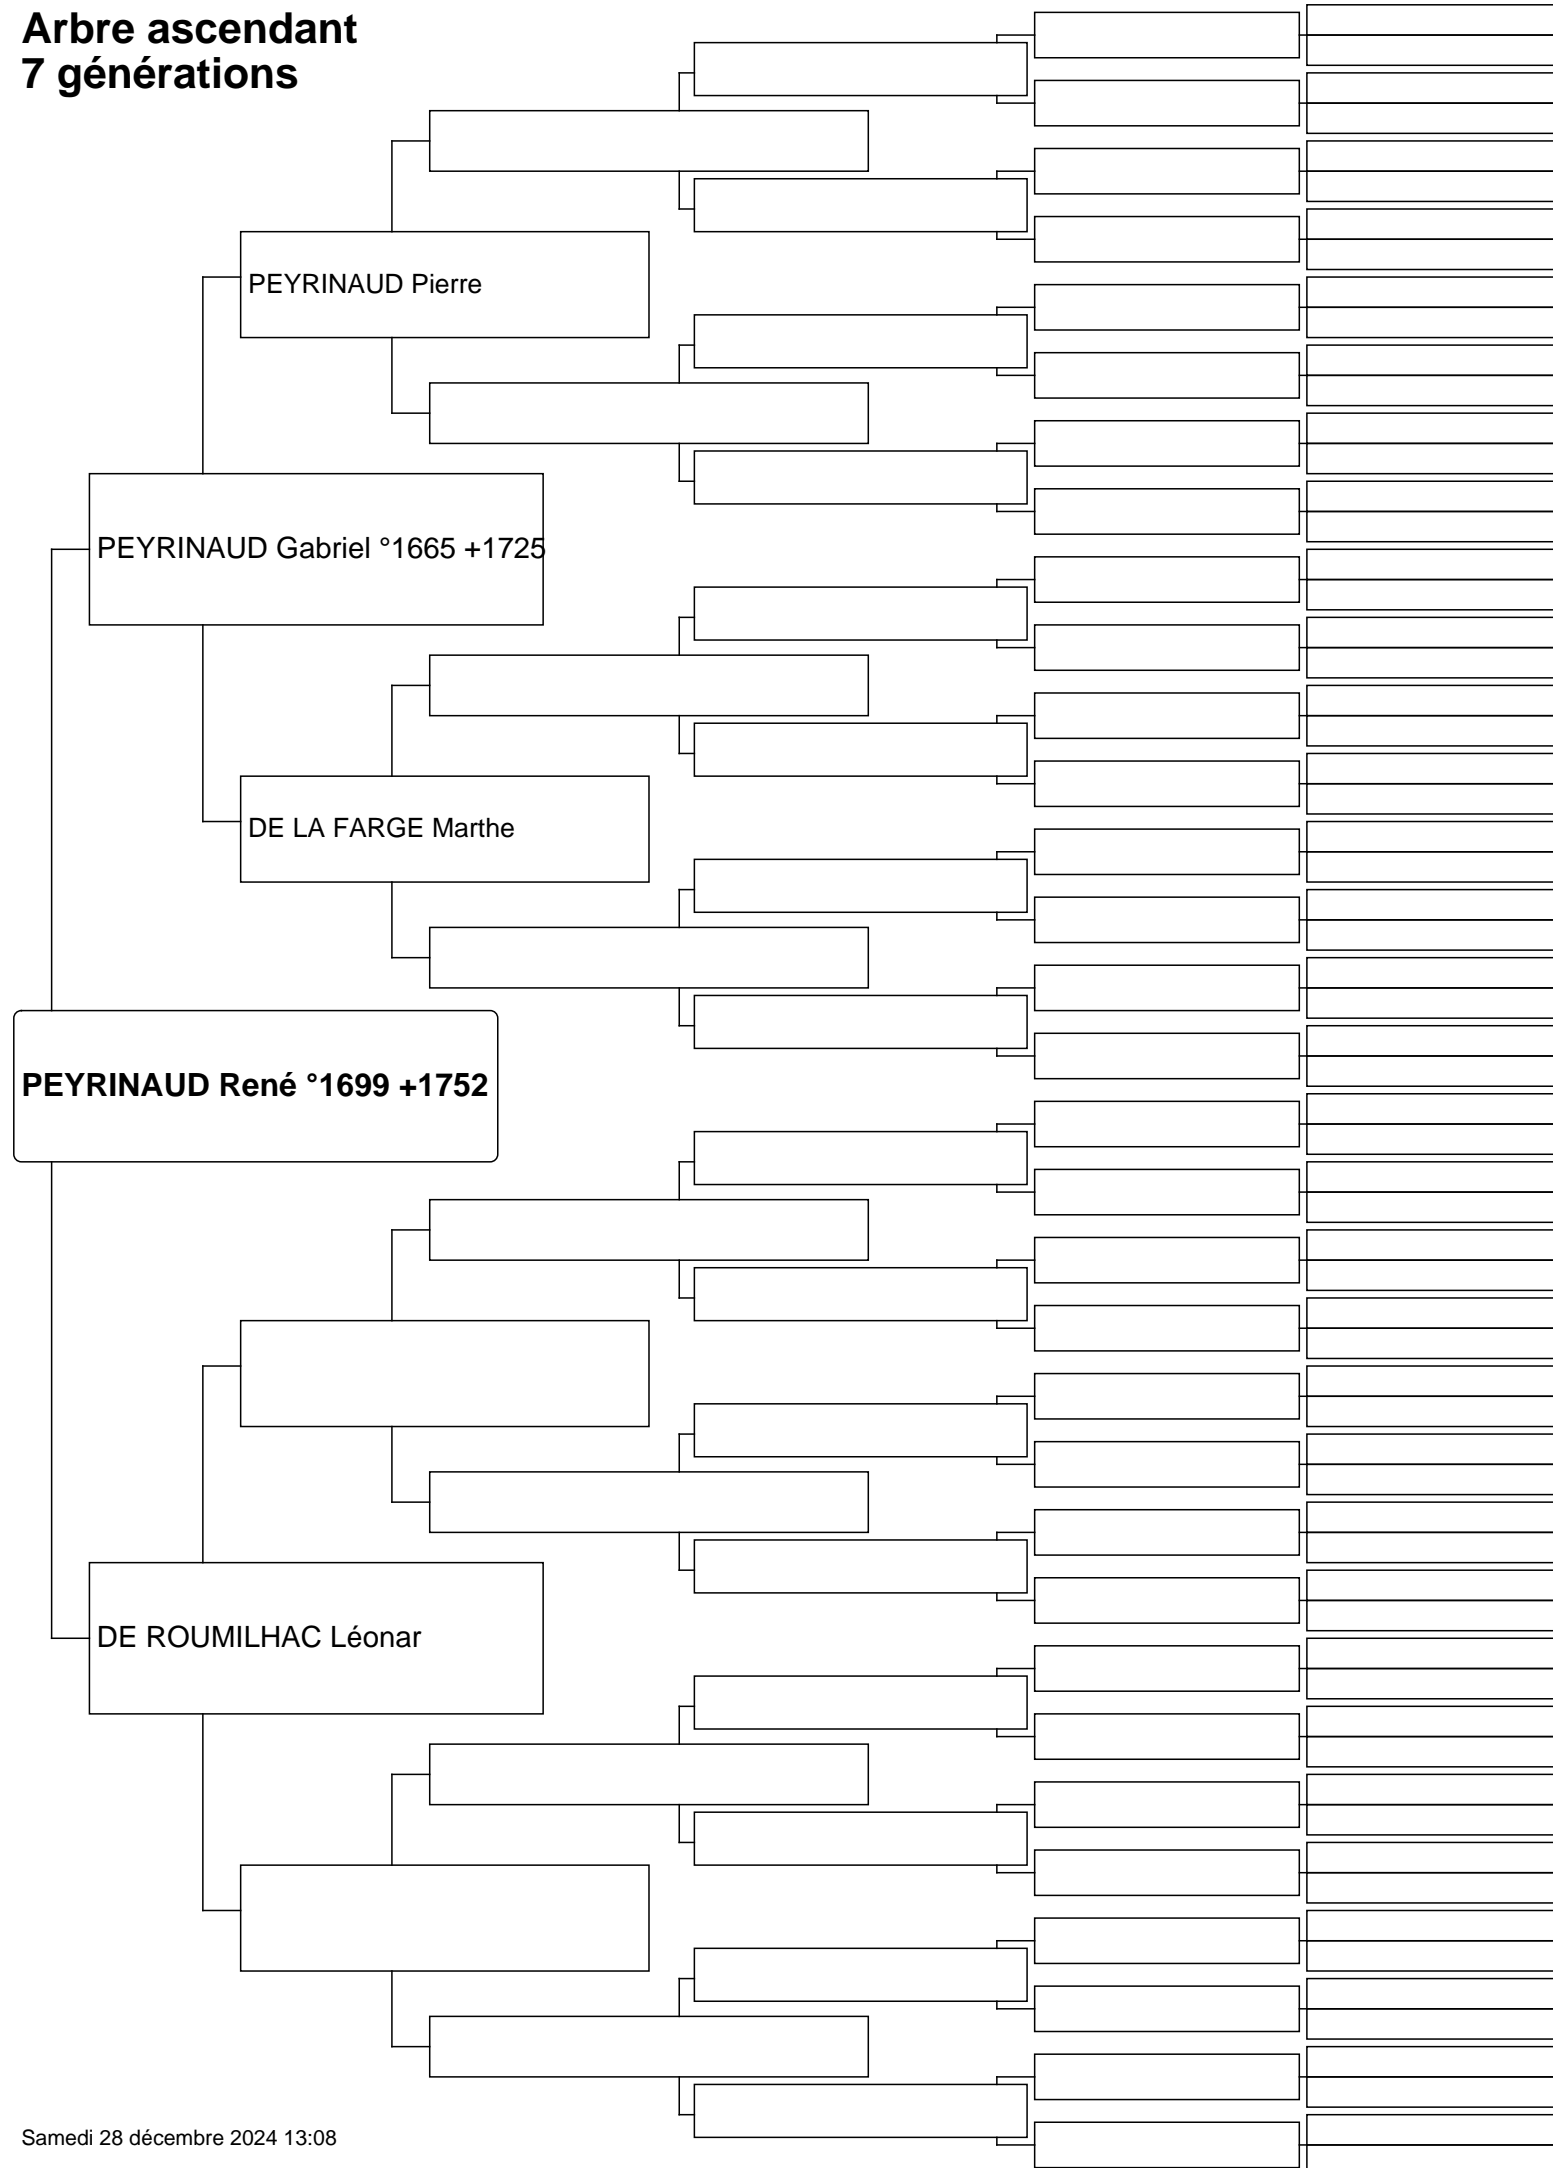 Arbre ascendant
7 générations
PEYRINAUD Pierre
PEYRINAUD Gabriel °1665 +1725
DE LA FARGE Marthe
PEYRINAUD René °1699 +1752
DE ROUMILHAC Léonar
Samedi 28 décembre 2024 13:08